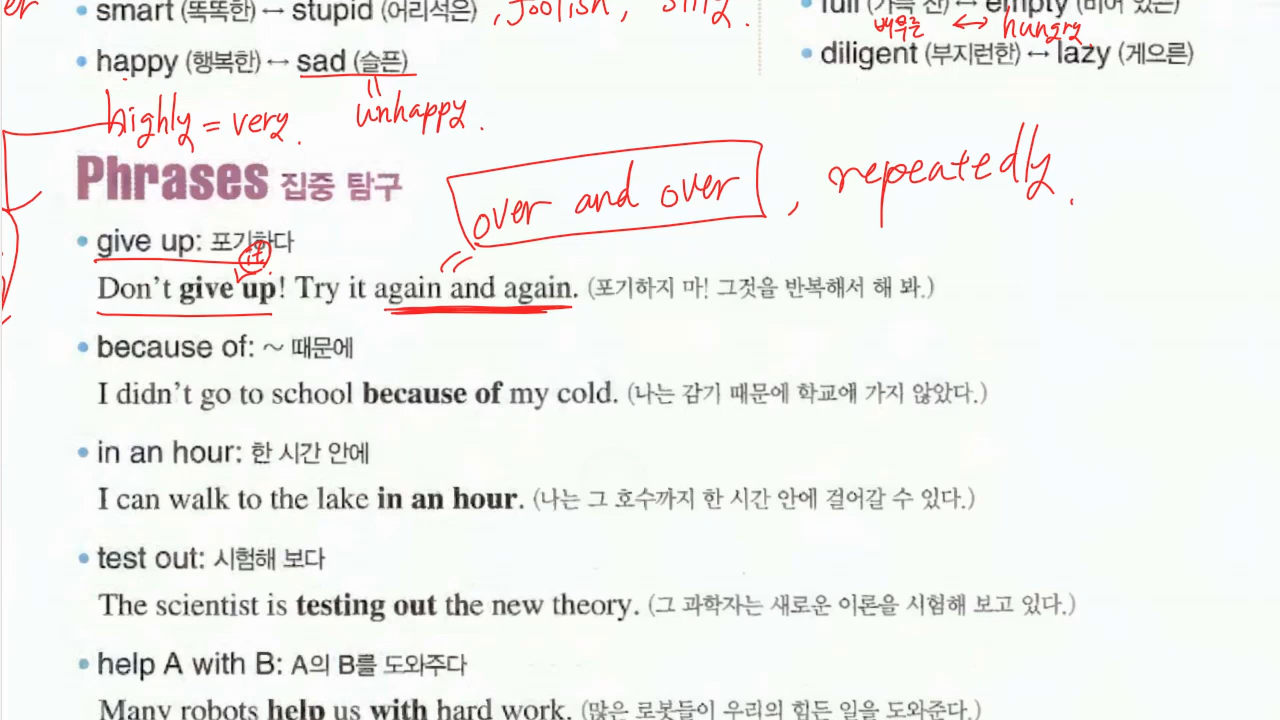 er
smart (똑똑한) ↔ stupid (어리석은) , foolish, silly.
• happy (행복한) ↔ sad (슬픈)
full (가득 찬) ↔ empty (비어 있는)
배부른 ↔ hungry
• diligent (부지런한) ↔ lazy (게으른)
= unhappy.
highly = very.
Phrases 집중 탐구
over and over, repeatedly.
• give up: 포기하다
it
Don't give up! Try it again and again. (포기하지 마! 그것을 반복해서 해 봐.)
• because of: ~ 때문에
I didn't go to school because of my cold. (나는 감기 때문에 학교에 가지 않았다.)
• in an hour: 한 시간 안에
I can walk to the lake in an hour. (나는 그 호수까지 한 시간 안에 걸어갈 수 있다.)
• test out: 시험해 보다
The scientist is testing out the new theory. (그 과학자는 새로운 이론을 시험해 보고 있다.)
• help A with B: A의 B를 도와주다
Many robots help us with hard work. (많은 로봇들이 우리의 힘든 일을 도와준다.)